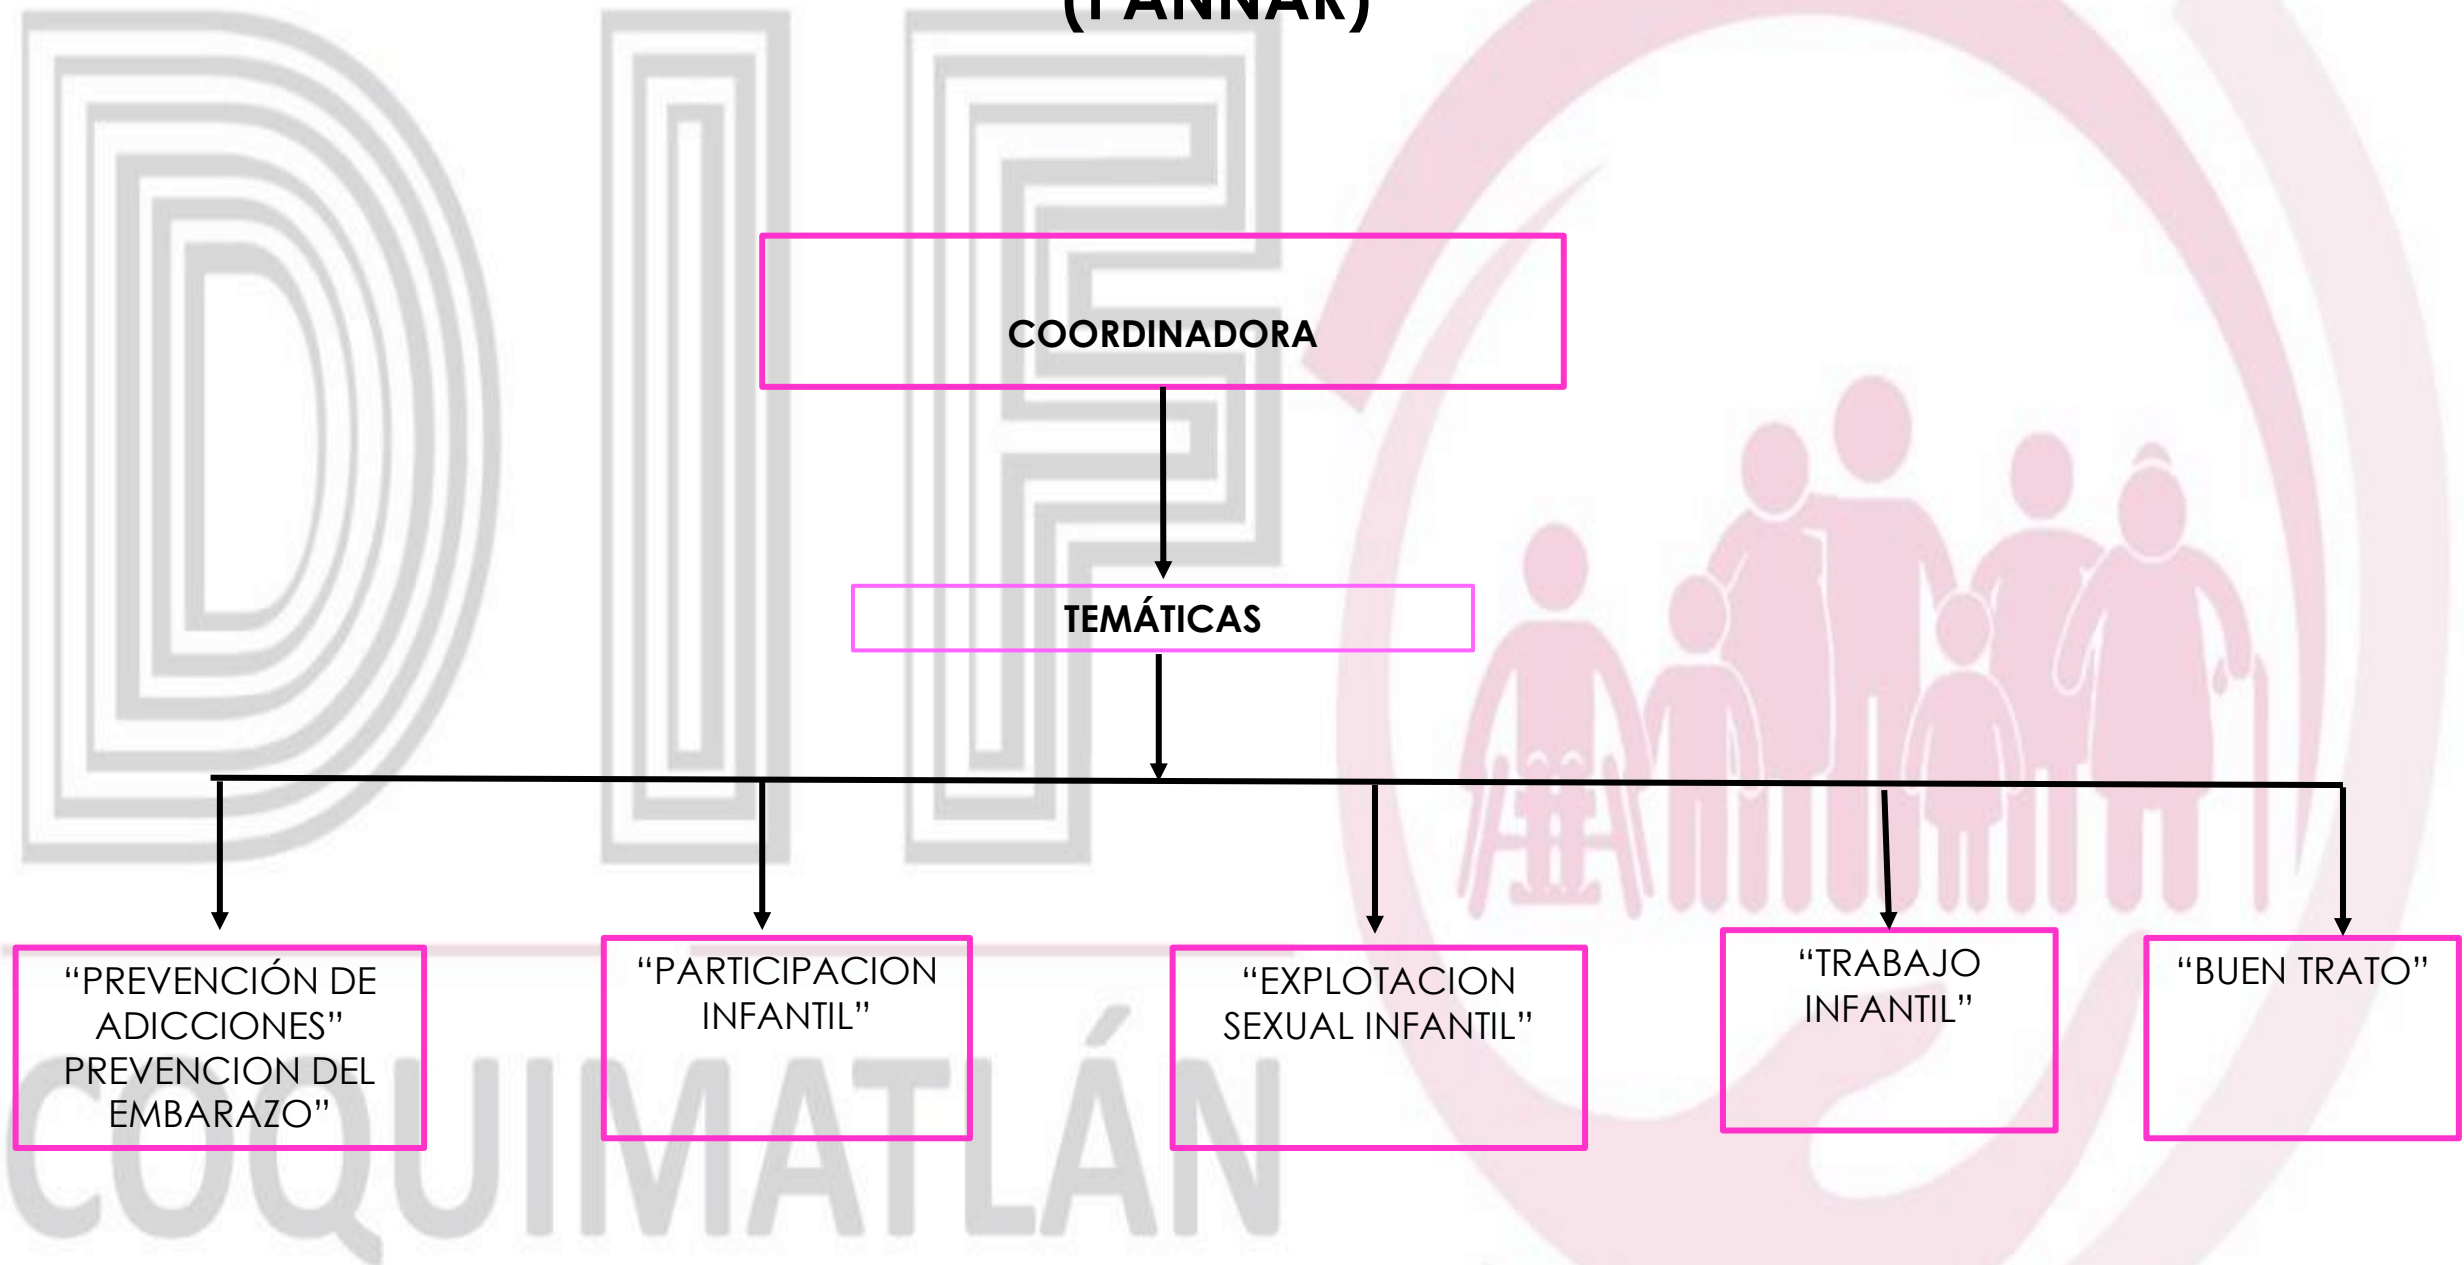 (PANNAR)
COORDINADORA
TEMÁTICAS
“PREVENCIÓN DE
ADICCIONES”
PREVENCION DEL
EMBARAZO”
“PARTICIPACION
INFANTIL”
“EXPLOTACION
SEXUAL INFANTIL”
“TRABAJO
INFANTIL”
“BUEN TRATO”
DIF
COQUIMATLÁN